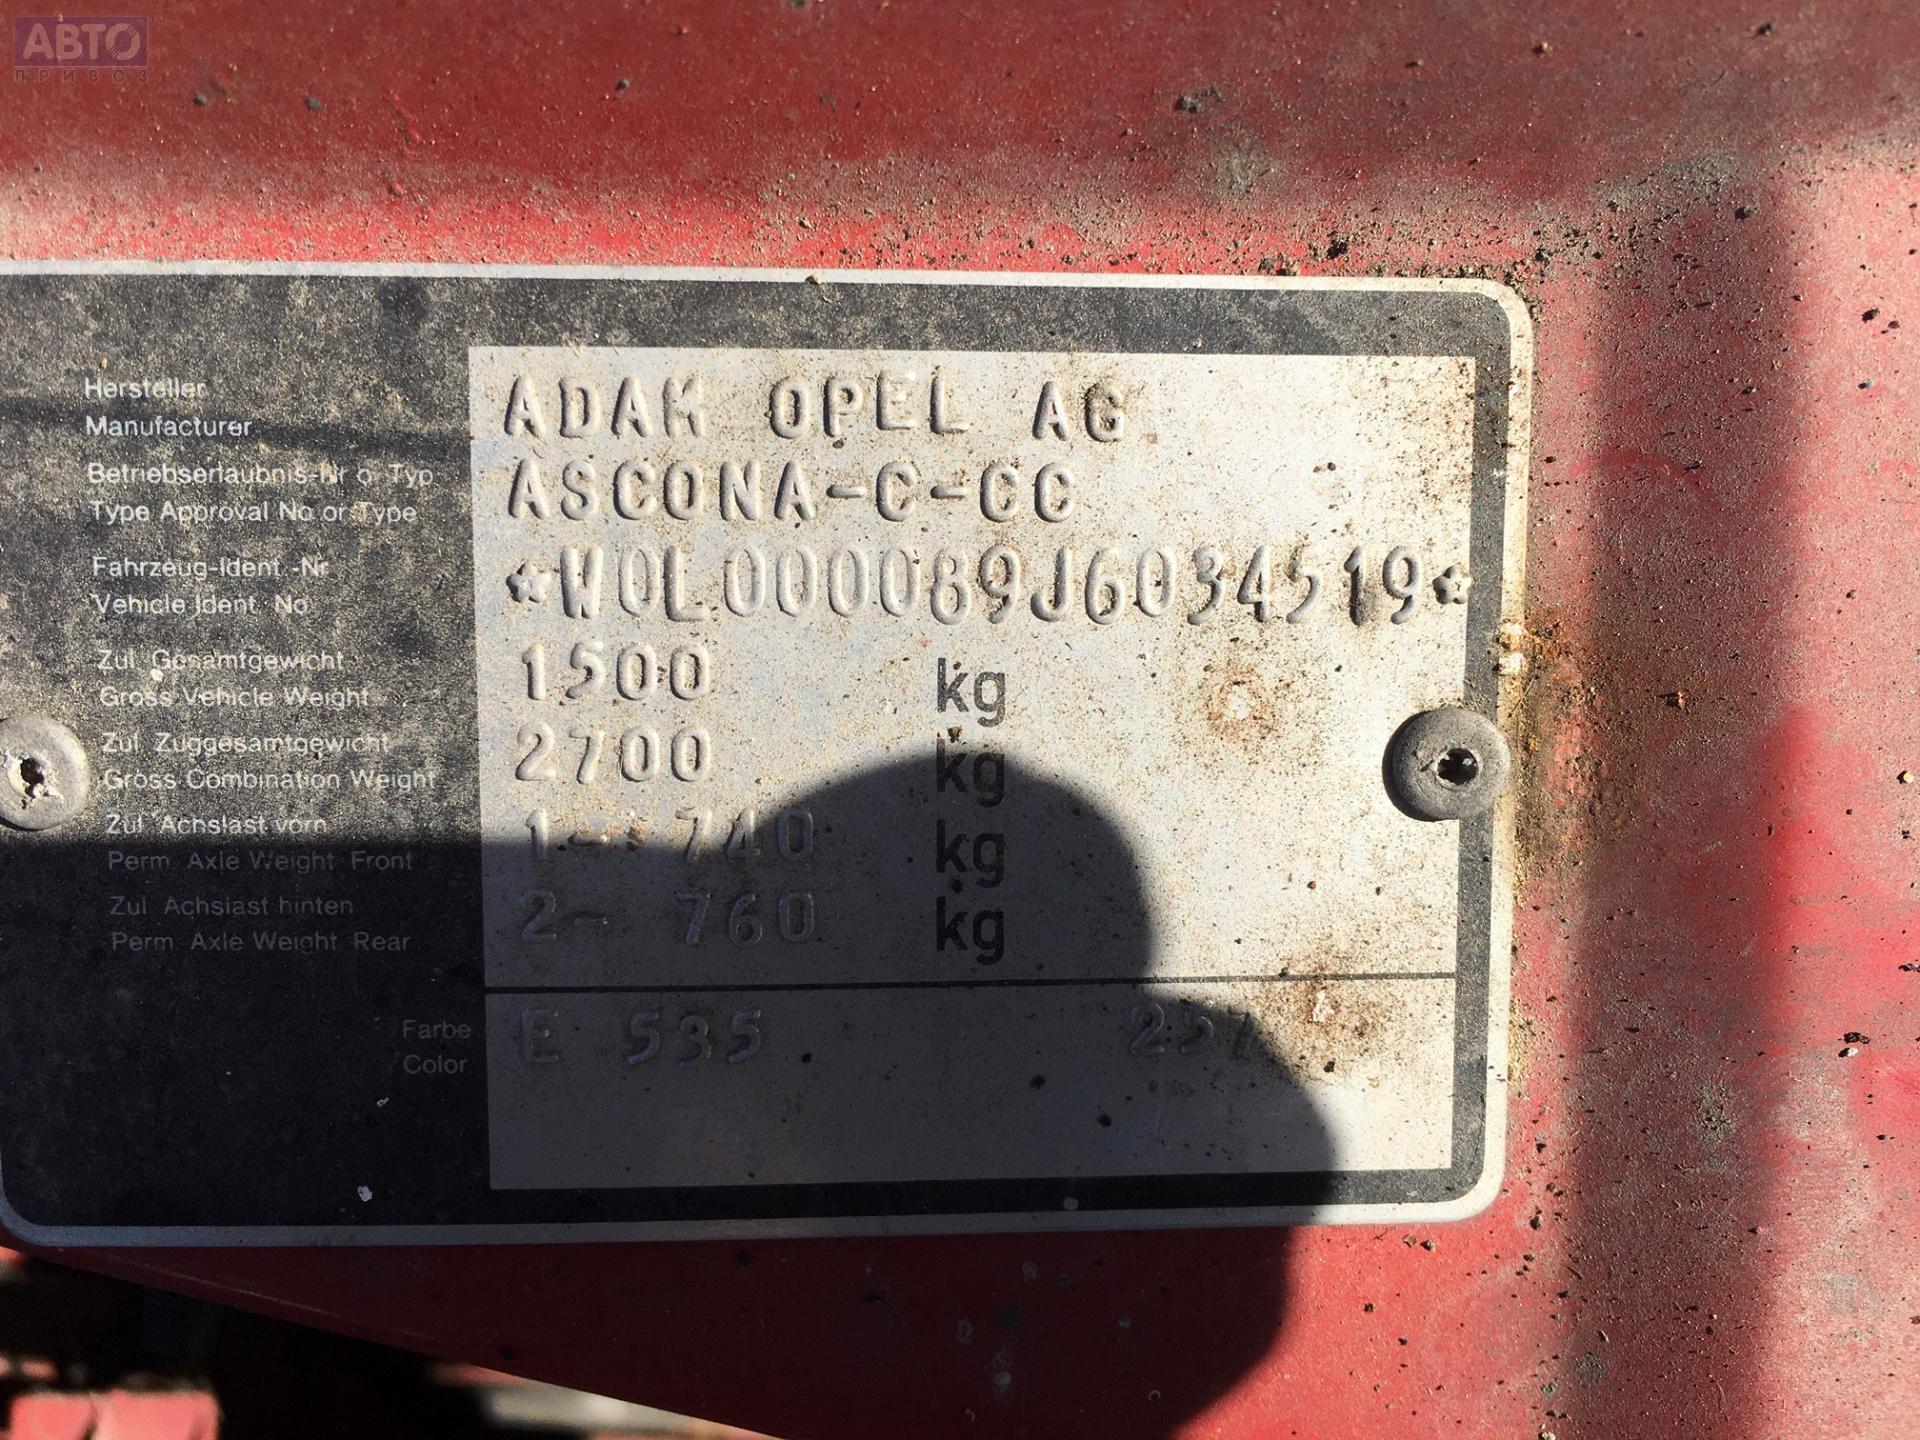 АВТО
ПРИВОЗ
Hersteller
Manufacturer
ADAM OPEL AG
Betriebserlaubnis-Nr o. Typ
Type Approval No. or Type
ASCONA-C-CC
Fahrzeug-Ident.-Nr
Vehicle Ident. No
*W0L000089J6034519*
Zul. Gesamtgewicht
Gross Vehicle Weight
1500 kg
Zul. Zuggesamtgewicht
Gross Combination Weight
2700 kg
Zul. Achslast vorn
Perm. Axle Weight Front
1- 740 kg
Zul. Achslast hinten
Perm. Axle Weight Rear
2- 760 kg
Farbe
Color
E 535